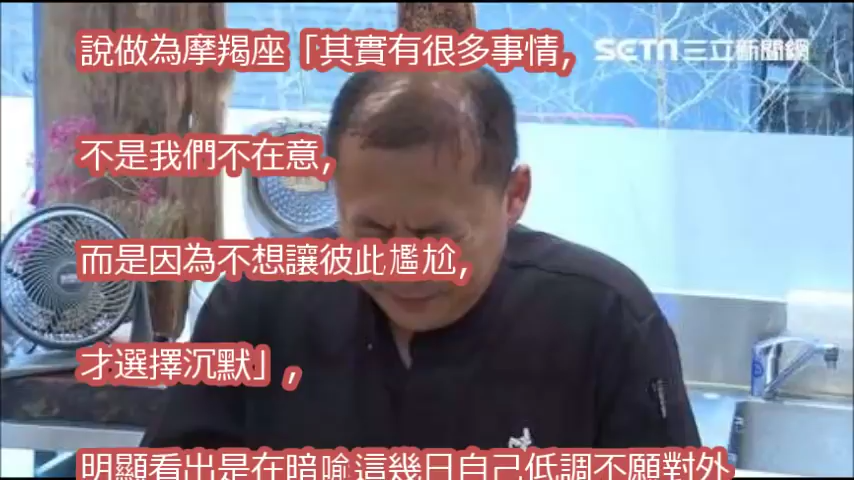 說做為摩羯座「其實有很多事情，
SETN三立新聞網
不是我們不在意，
而是因為不想讓彼此尷尬，
才選擇沉默」，
明顯看出是在暗喻這幾日自己低調不願對外